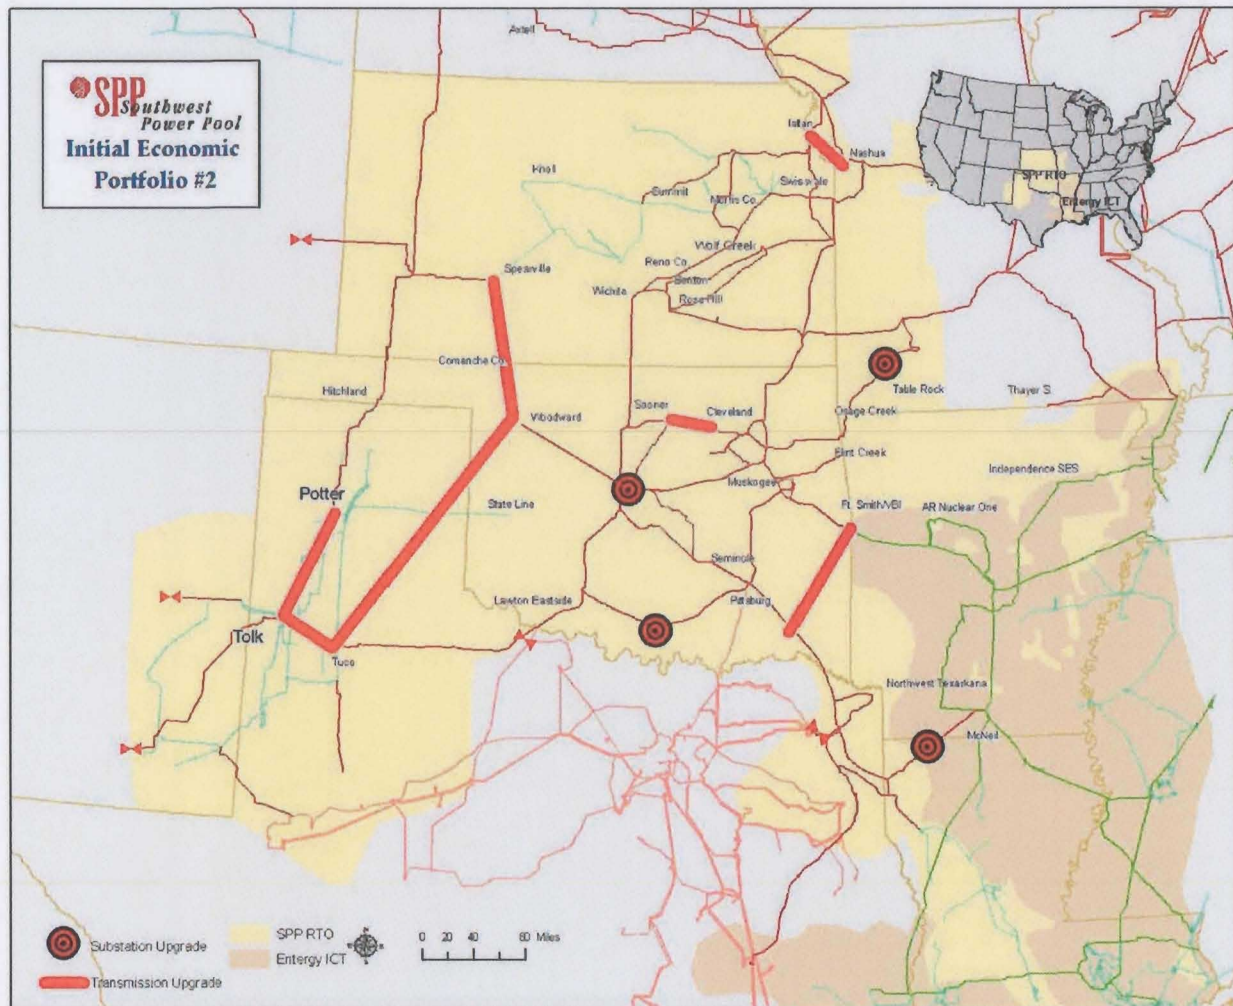 Axtell
SPP
Southwest
Power Pool
Initial Economic
Portfolio #2
Iatan
Nashua
Knoll
Swissvale
Summit
Morris Co.
SPP RTO
Entergy ICT
Wolf Creek
Reno Co.
Spearville
Benton
Wichita
Rose Hill
Comanche Co.
Hitchland
Table Rock
Thayer S.
Sooner
Cleveland
Osage Creek
Woodward
Flint Creek
Independence SES
Muskogee
Potter
State Line
Ft. Smith/VBI
AR Nuclear One
Seminole
Lawton Eastside
Pittsburg
Tolk
Tuco
Northwest Texarkana
McNeil
Substation Upgrade
Transmission Upgrade
SPP RTO
Entergy ICT
0 20 40 80 Miles